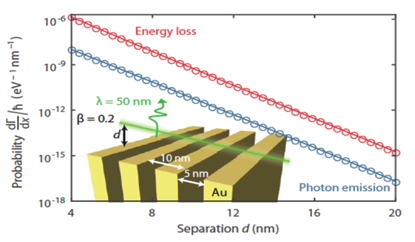 10⁻⁶
10⁻⁹
10⁻¹²
10⁻¹⁵
10⁻¹⁸
Probability dΓ/dx /ħ (eV⁻¹ nm⁻¹)
Energy loss
λ = 50 nm
β = 0.2
d
10 nm
5 nm
Au
Photon emission
4 8 12 16 20
Separation d (nm)